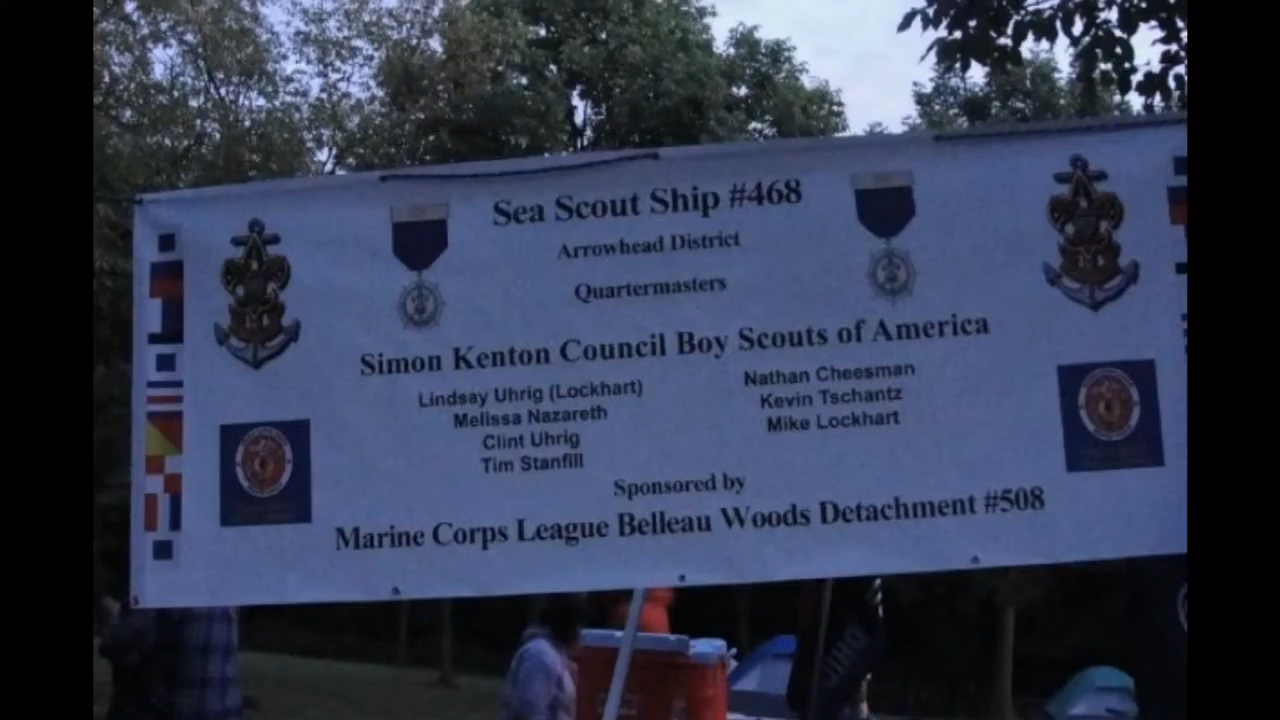 Sea Scout Ship #468
Arrowhead District
Quartermasters
Simon Kenton Council Boy Scouts of America
Lindsay Uhrig (Lockhart)
Melissa Nazareth
Clint Uhrig
Tim Stanfill
Nathan Cheesman
Kevin Tschantz
Mike Lockhart
Sponsored by
Marine Corps League Belleau Woods Detachment #508
OHIO